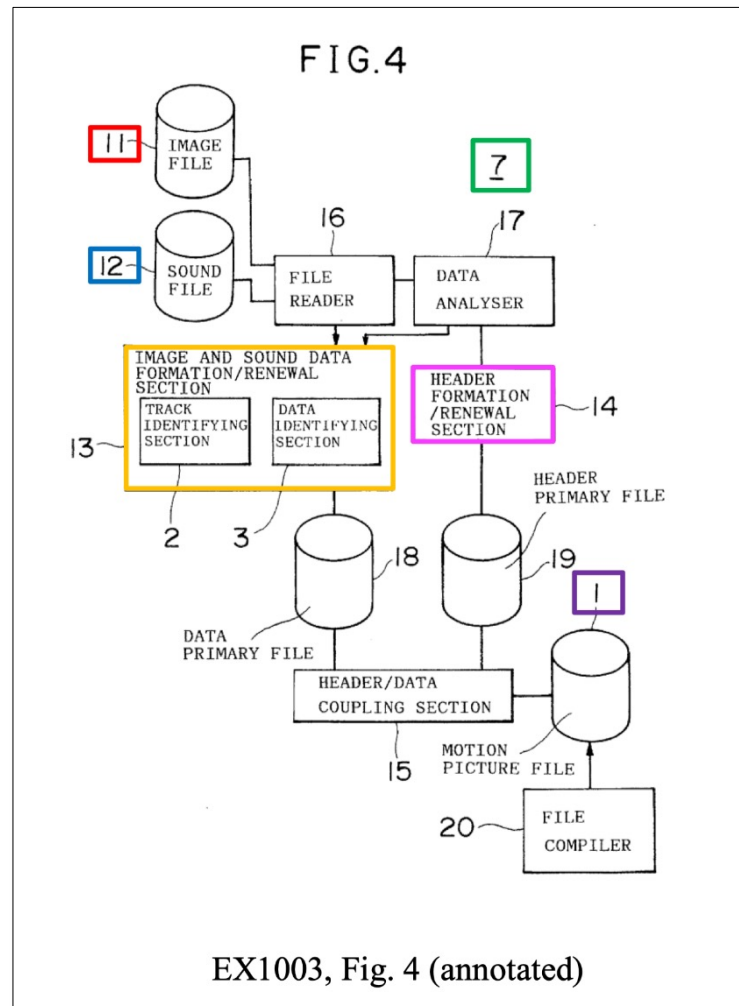 FIG.4
11
IMAGE
FILE
7
16
17
12
SOUND
FILE
FILE
READER
DATA
ANALYSER
IMAGE AND SOUND DATA
FORMATION/RENEWAL
SECTION
TRACK
IDENTIFYING
SECTION
DATA
IDENTIFYING
SECTION
13
HEADER
FORMATION
/RENEWAL
SECTION
14
2
3
HEADER
PRIMARY FILE
18
19
1
DATA
PRIMARY FILE
HEADER/DATA
COUPLING SECTION
15
MOTION
PICTURE FILE
20
FILE
COMPILER
EX1003, Fig. 4 (annotated)